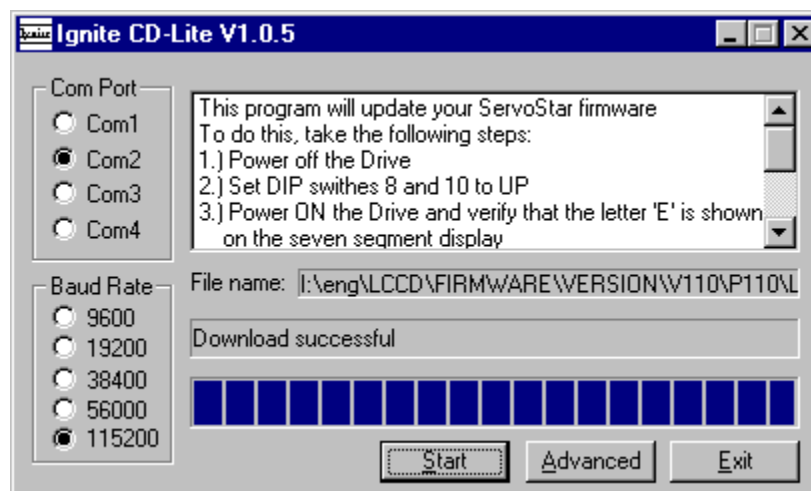 Ignite CD-Lite V1.0.5
Com Port
Com1
Com2
Com3
Com4
This program will update your ServoStar firmware
To do this, take the following steps:
1.) Power off the Drive
2.) Set DIP swithes 8 and 10 to UP
3.) Power ON the Drive and verify that the letter 'E' is shown
on the seven segment display
Baud Rate
9600
19200
38400
56000
115200
File name: I:\eng\LCCD\FIRMWARE\VERSION\V110\P110\L
Download successful
Start Advanced Exit